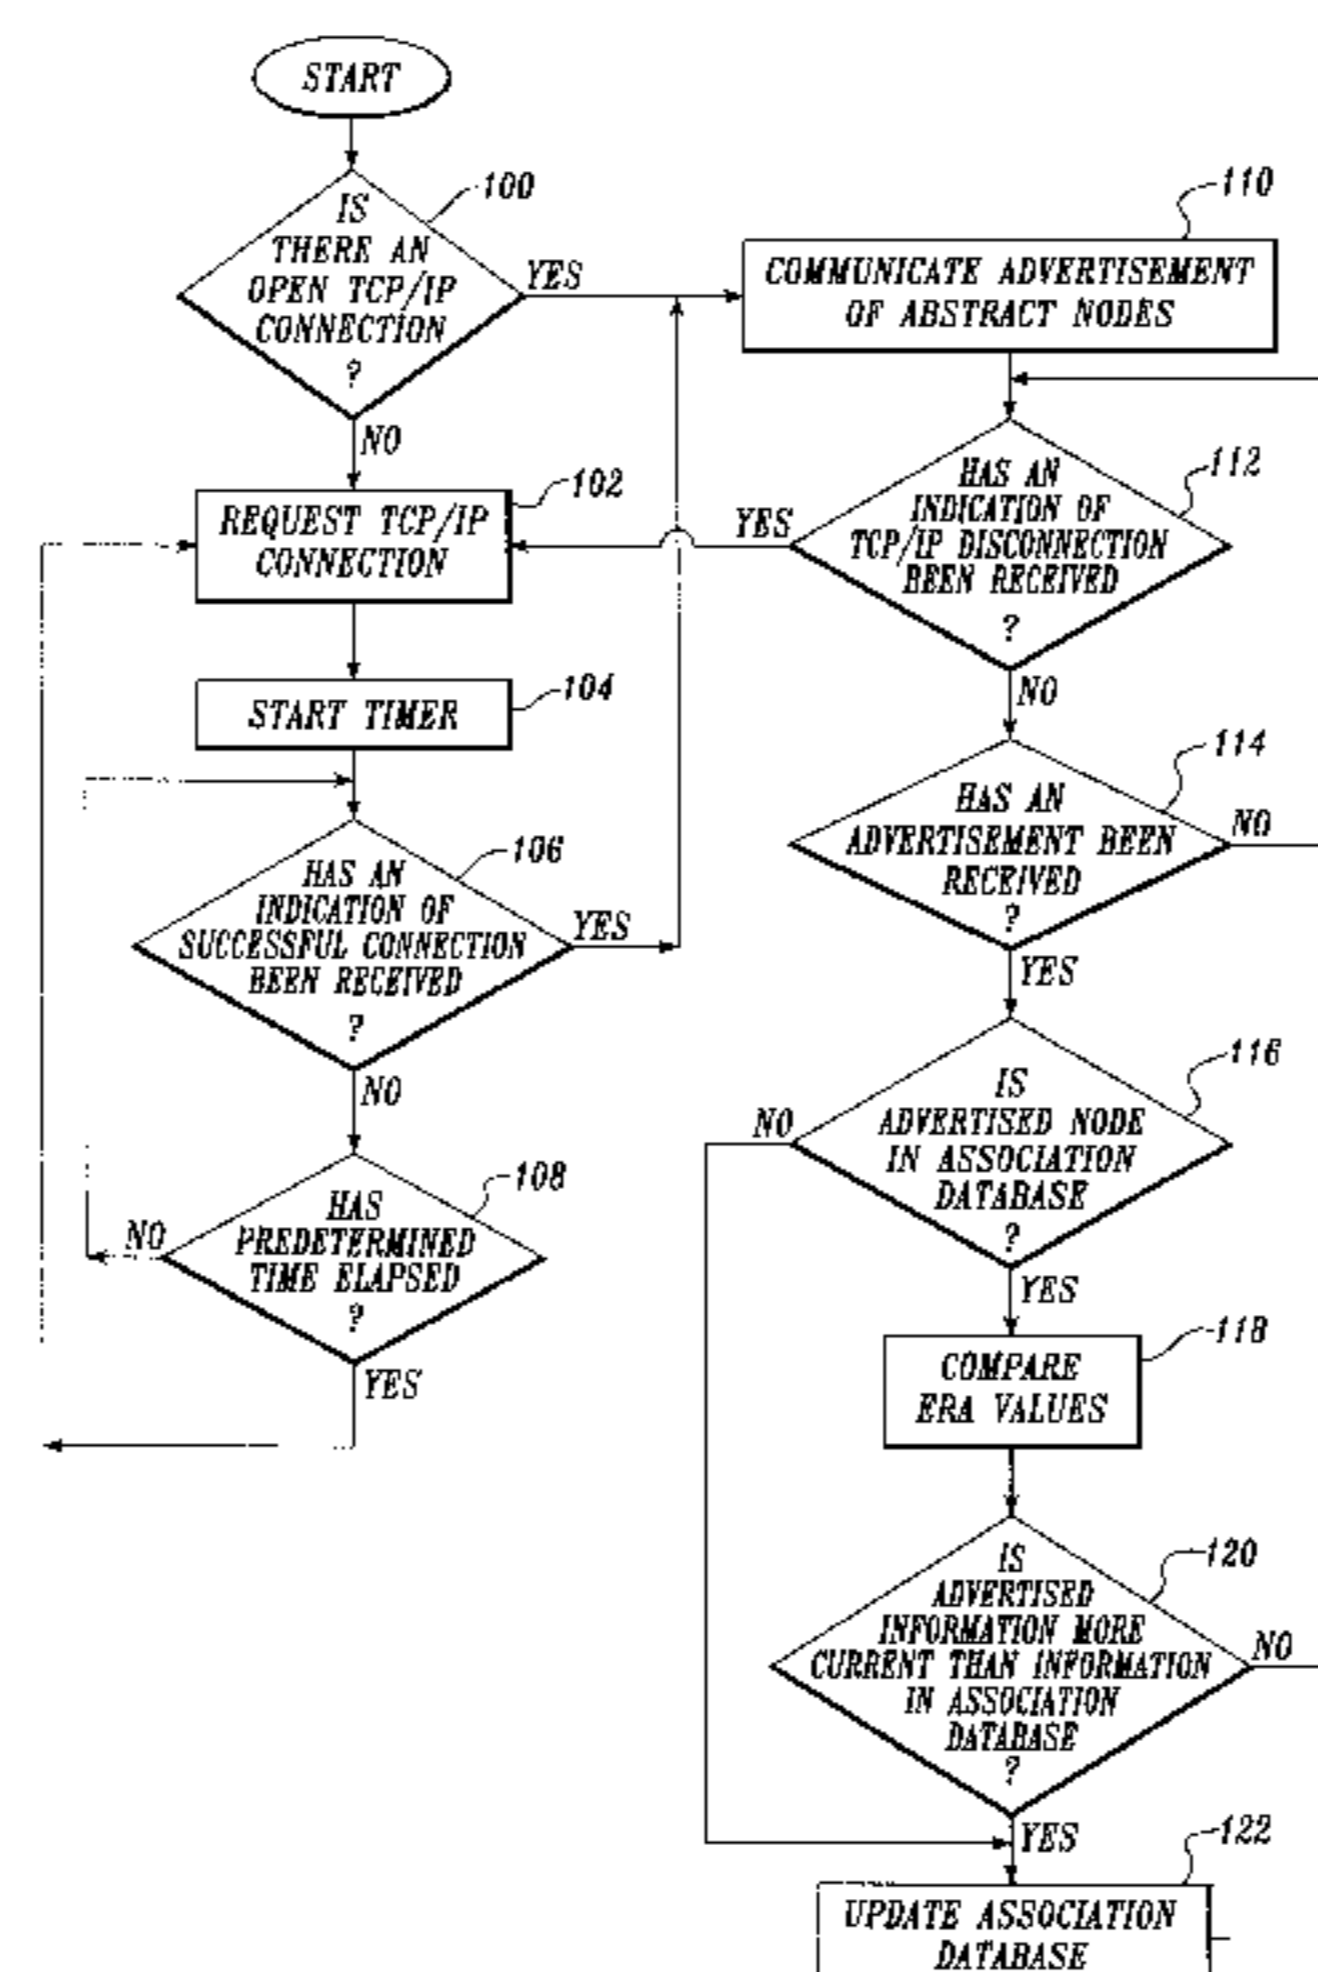 START
100
IS
THERE AN
OPEN TCP/IP
CONNECTION
?
YES
NO
102
REQUEST TCP/IP
CONNECTION
104
START TIMER
106
HAS AN
INDICATION OF
SUCCESSFUL CONNECTION
BEEN RECEIVED
?
YES
NO
108
HAS
PREDETERMINED
TIME ELAPSED
?
NO
YES
110
COMMUNICATE ADVERTISEMENT
OF ABSTRACT NODES
112
HAS AN
INDICATION OF
TCP/IP DISCONNECTION
BEEN RECEIVED
?
YES
NO
114
HAS AN
ADVERTISEMENT BEEN
RECEIVED
?
NO
YES
116
IS
ADVERTISED NODE
IN ASSOCIATION
DATABASE
?
NO
YES
118
COMPARE
ERA VALUES
120
IS
ADVERTISED
INFORMATION MORE
CURRENT THAN INFORMATION
IN ASSOCIATION
DATABASE
?
NO
YES
122
UPDATE ASSOCIATION
DATABASE